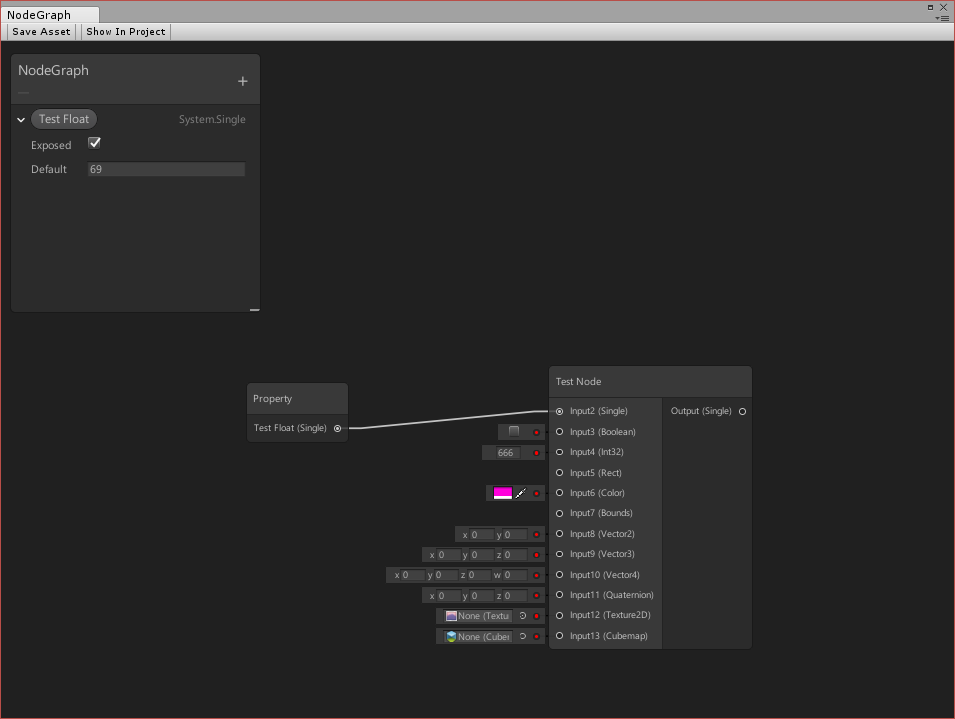 NodeGraph
Save Asset Show In Project
NodeGraph
+
Test Float System.Single
Exposed
Default 69
Test Node
Property
Input2 (Single) Output (Single)
Test Float (Single)
Input3 (Boolean)
666 Input4 (Int32)
Input5 (Rect)
Input6 (Color)
Input7 (Bounds)
x 0 y 0 Input8 (Vector2)
x 0 y 0 z 0 Input9 (Vector3)
x 0 y 0 z 0 w 0 Input10 (Vector4)
x 0 y 0 z 0 Input11 (Quaternion)
None (Textu Input12 (Texture2D)
None (Cuber Input13 (Cubemap)